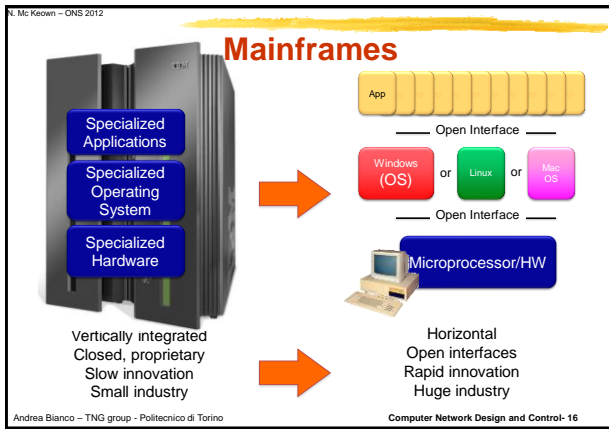 N. Mc Keown – ONS 2012
Mainframes
IBM
Specialized
Applications
Specialized
Operating
System
Specialized
Hardware
App
Open Interface
Windows
(OS)
or
Linux
or
Mac
OS
Open Interface
Microprocessor/HW
Vertically integrated
Closed, proprietary
Slow innovation
Small industry
Horizontal
Open interfaces
Rapid innovation
Huge industry
Andrea Bianco – TNG group - Politecnico di Torino
Computer Network Design and Control- 16